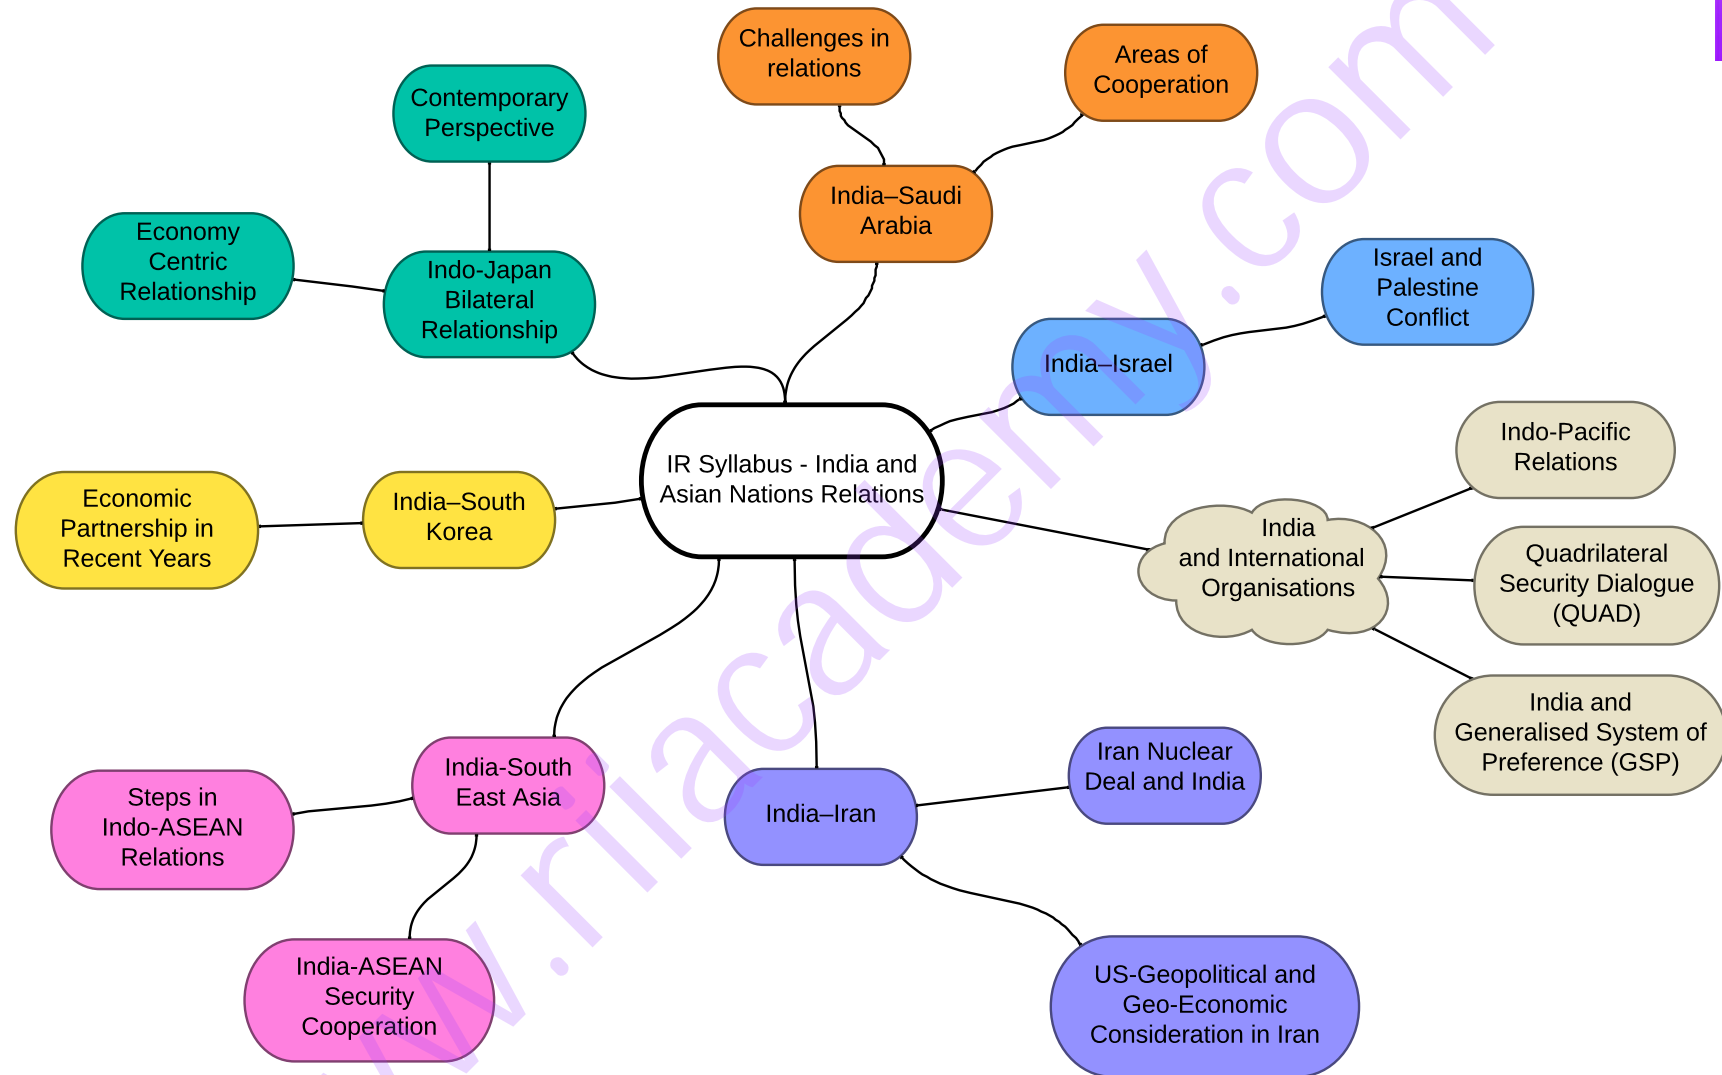 Challenges in
relations
Areas of
Cooperation
Contemporary
Perspective
India–Saudi
Arabia
Economy
Centric
Relationship
Indo-Japan
Bilateral
Relationship
Israel and
Palestine
Conflict
India–Israel
IR Syllabus - India and
Asian Nations Relations
Indo-Pacific
Relations
Economic
Partnership in
Recent Years
India–South
Korea
India
and International
Organisations
Quadrilateral
Security Dialogue
(QUAD)
India and
Generalised System of
Preference (GSP)
India-South
East Asia
Steps in
Indo-ASEAN
Relations
India–Iran
Iran Nuclear
Deal and India
India-ASEAN
Security
Cooperation
US-Geopolitical and
Geo-Economic
Consideration in Iran